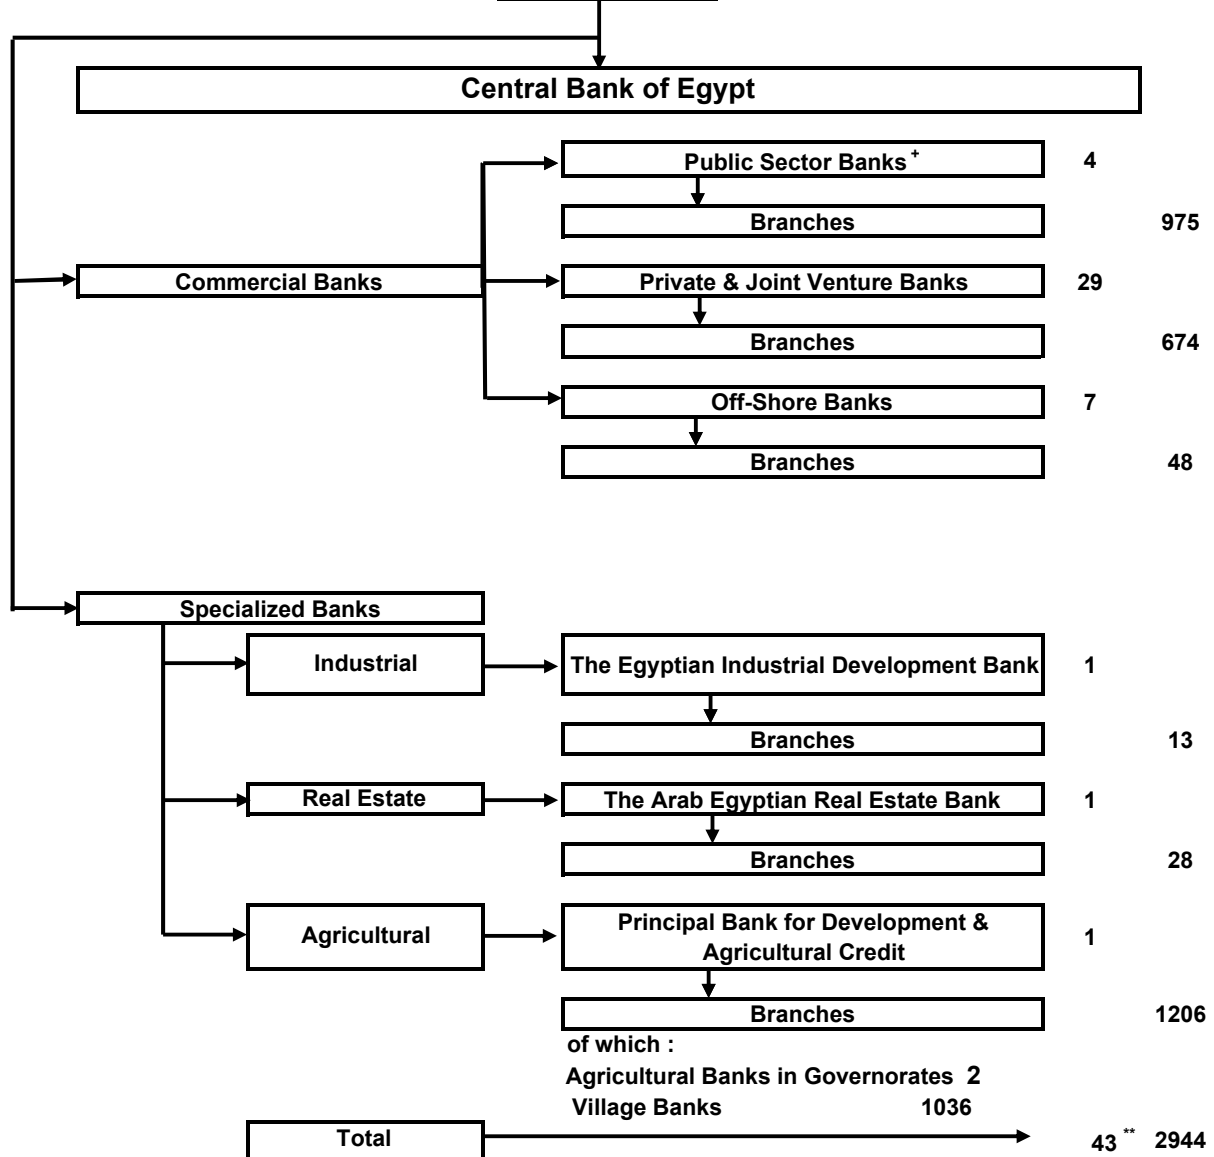 Central Bank of Egypt
Public Sector Banks + 4
Branches 975
Commercial Banks Private & Joint Venture Banks 29
Branches 674
Off-Shore Banks 7
Branches 48
Specialized Banks
Industrial The Egyptian Industrial Development Bank 1
Branches 13
Real Estate The Arab Egyptian Real Estate Bank 1
Branches 28
Agricultural Principal Bank for Development &
Agricultural Credit 1
Branches 1206
of which :
Agricultural Banks in Governorates 2
Village Banks 1036
Total 43 ** 2944